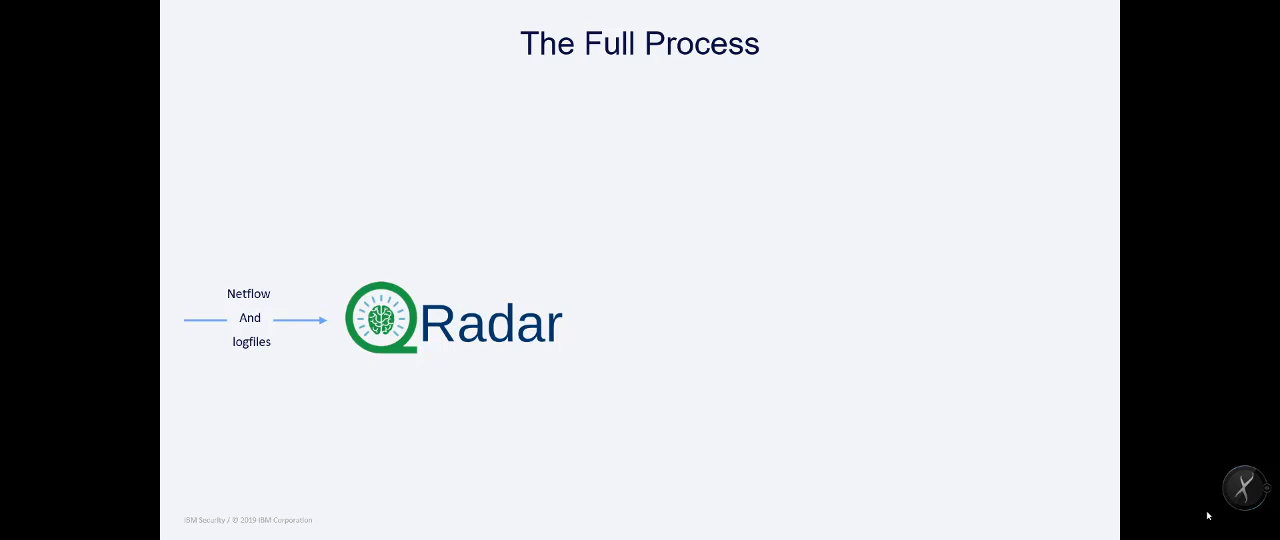 The Full Process
Netflow
And
logfiles
QRadar
IBM Security / © 2019 IBM Corporation